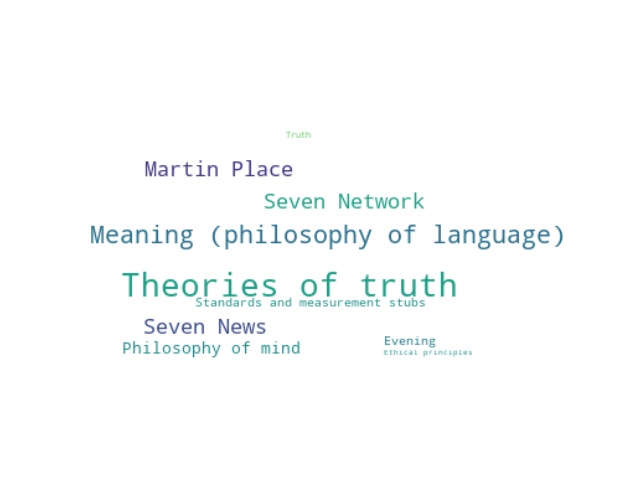 Truth
Martin Place
Seven Network
Meaning (philosophy of language)
Theories of truth
Standards and measurement stubs
Seven News
Evening
Philosophy of mind
Ethical principles